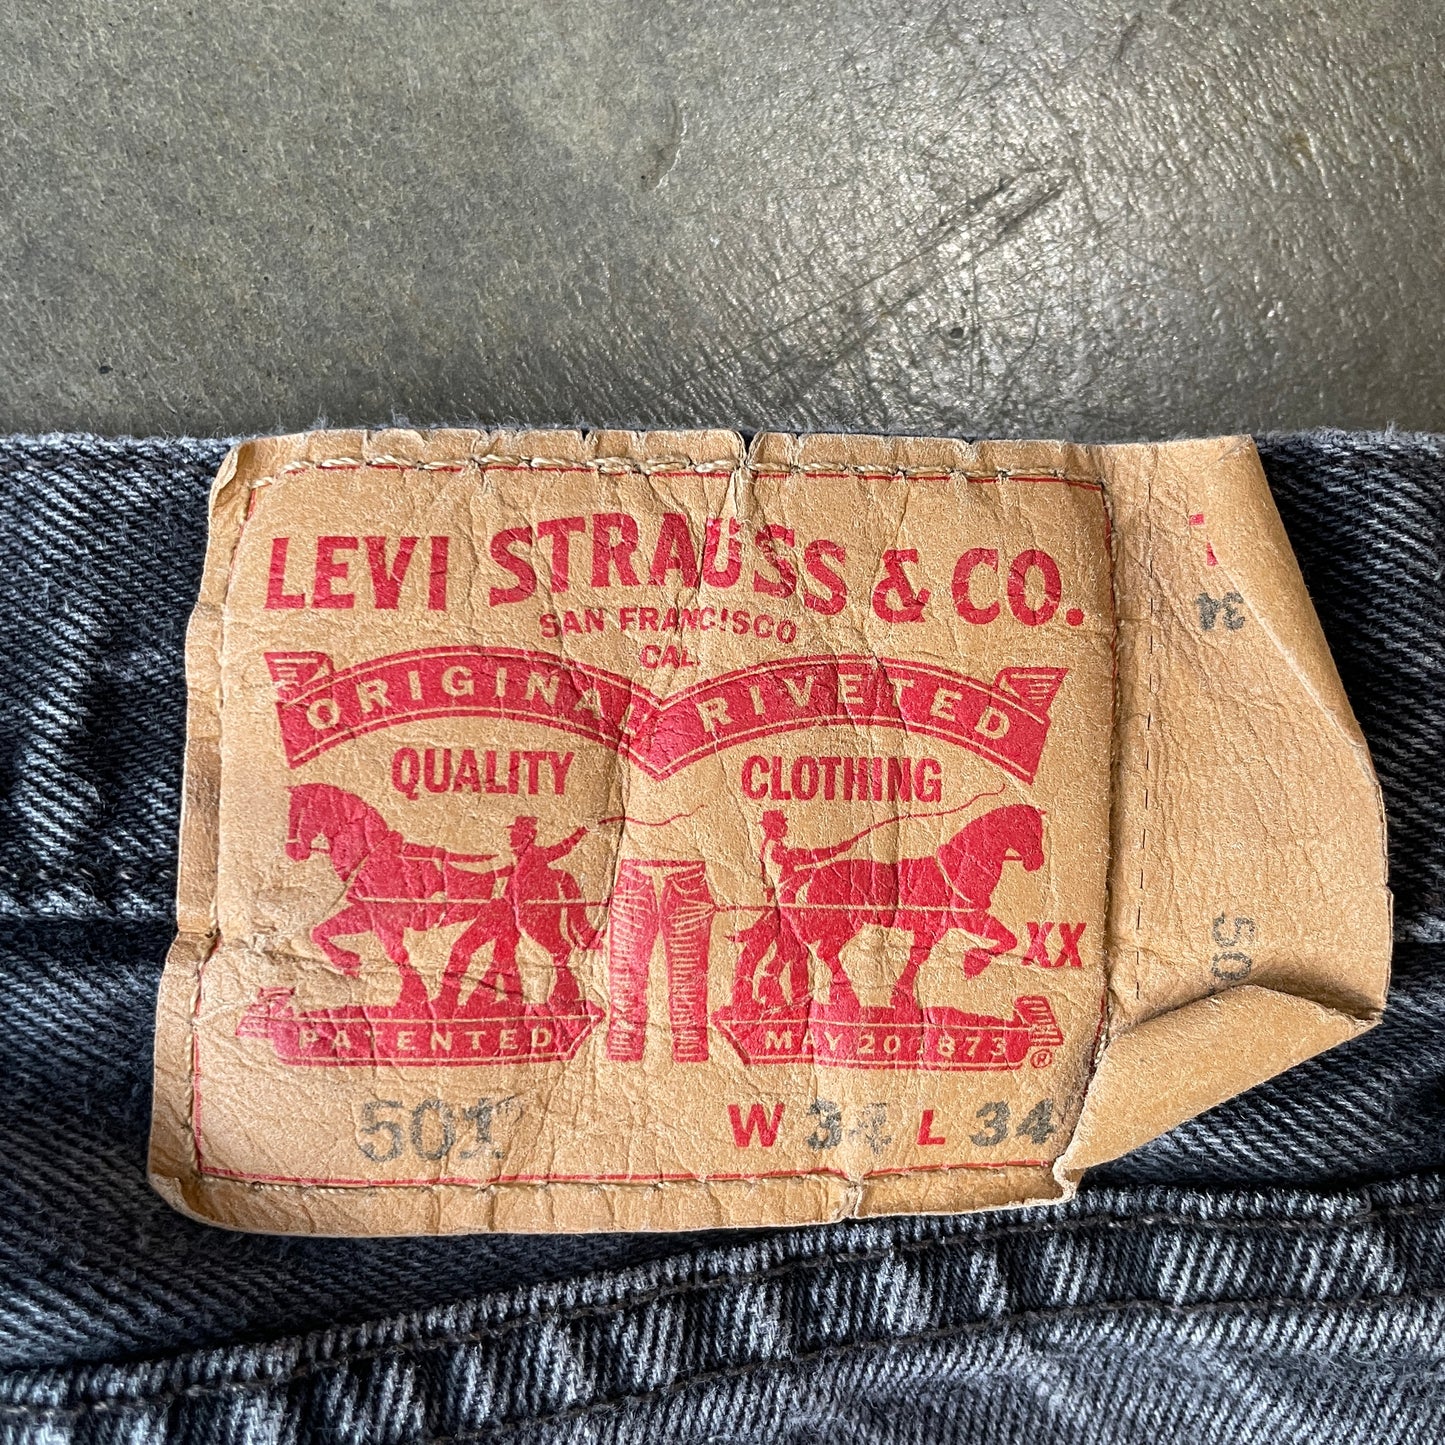 LEVI STRAUSS & CO.
SAN FRANCISCO
CAL.
ORIGINAL RIVETED
QUALITY CLOTHING
XX
PATENTED MAY 20 1873 ®
501 W 34 L 34
34
501